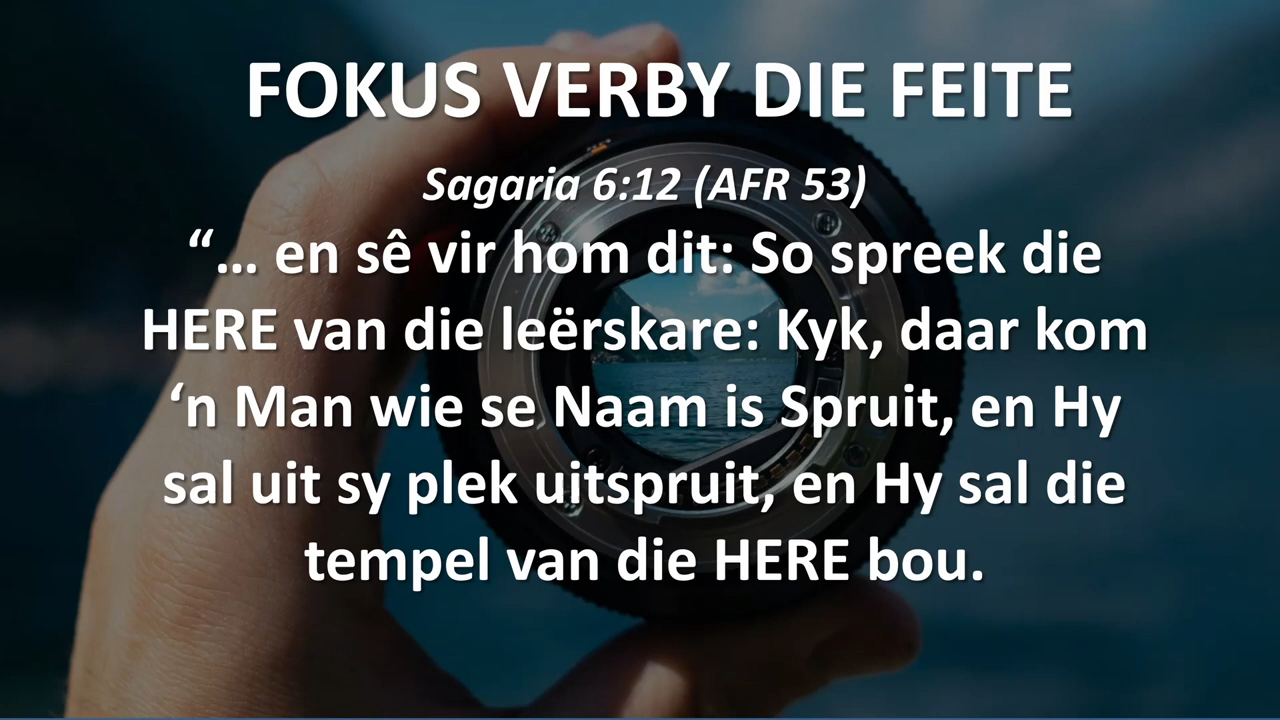 FOKUS VERBY DIE FEITE
Sagaria 6:12 (AFR 53)
“… en sê vir hom dit: So spreek die
HERE van die leërskare: Kyk, daar kom
‘n Man wie se Naam is Spruit, en Hy
sal uit sy plek uitspruit, en Hy sal die
tempel van die HERE bou.